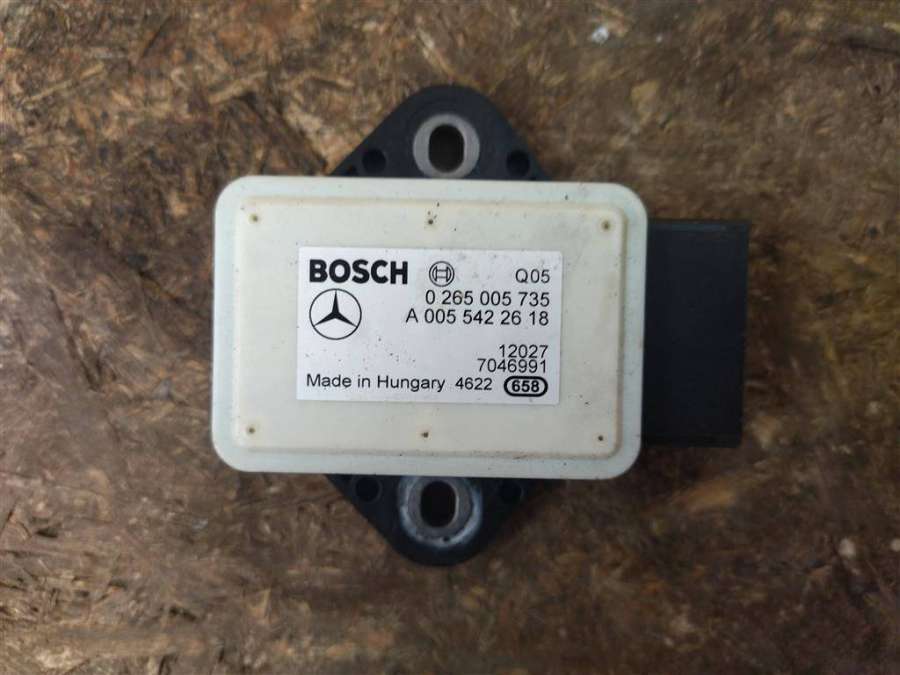 BOSCH Q05
0 265 005 735
A 005 542 26 18
12027
7046991
Made in Hungary 4622 658